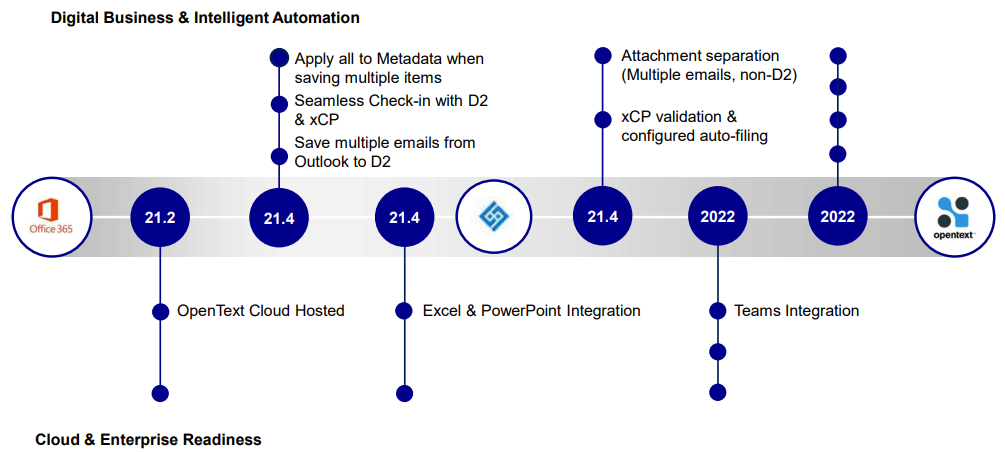 Digital Business & Intelligent Automation
Apply all to Metadata when
saving multiple items
Seamless Check-in with D2
& xCP
Save multiple emails from
Outlook to D2
Attachment separation
(Multiple emails, non-D2)
xCP validation &
configured auto-filing
Office 365
21.2
21.4
21.4
21.4
2022
2022
opentext™
OpenText Cloud Hosted
Excel & PowerPoint Integration
Teams Integration
Cloud & Enterprise Readiness